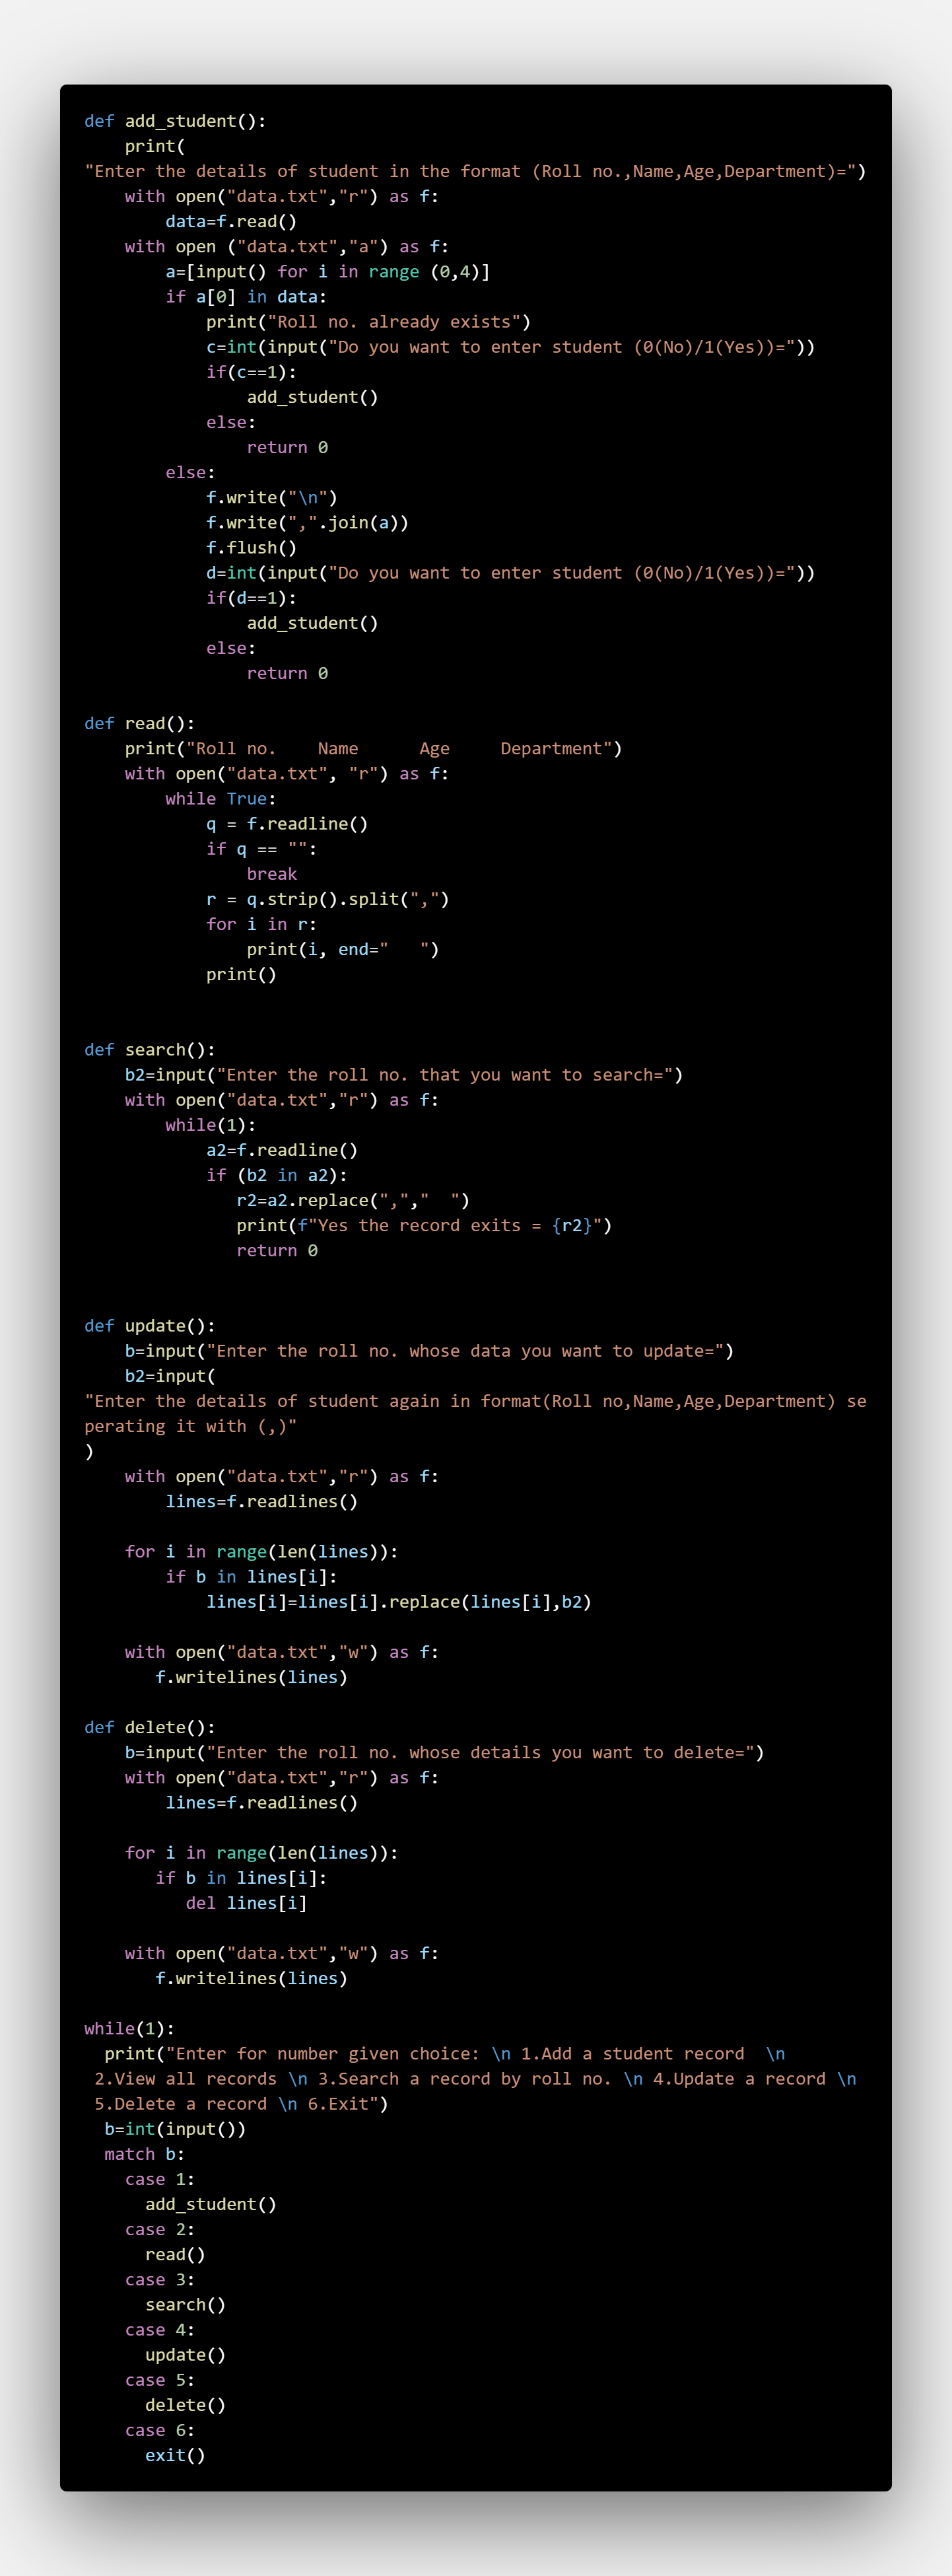 def add_student():
    print(
"Enter the details of student in the format (Roll no.,Name,Age,Department)=")
    with open("data.txt","r") as f:
        data=f.read()
    with open ("data.txt","a") as f:
        a=[input() for i in range (0,4)]
        if a[0] in data:
            print("Roll no. already exists")
            c=int(input("Do you want to enter student (0(No)/1(Yes))="))
            if(c==1):
                add_student()
            else:
                return 0
        else:
            f.write("\n")
            f.write(",".join(a))
            f.flush()
            d=int(input("Do you want to enter student (0(No)/1(Yes))="))
            if(d==1):
                add_student()
            else:
                return 0

def read():
    print("Roll no.    Name      Age     Department")
    with open("data.txt", "r") as f:
        while True:
            q = f.readline()
            if q == "":
                break
            r = q.strip().split(",")
            for i in r:
                print(i, end="   ")
            print()


def search():
    b2=input("Enter the roll no. that you want to search=")
    with open("data.txt","r") as f:
        while(1):
            a2=f.readline()
            if (b2 in a2):
               r2=a2.replace(",","  ")
               print(f"Yes the record exits = {r2}")
               return 0


def update():
    b=input("Enter the roll no. whose data you want to update=")
    b2=input(
"Enter the details of student again in format(Roll no,Name,Age,Department) se
perating it with (,)"
)
    with open("data.txt","r") as f:
        lines=f.readlines()

    for i in range(len(lines)):
        if b in lines[i]:
            lines[i]=lines[i].replace(lines[i],b2)

    with open("data.txt","w") as f:
       f.writelines(lines)

def delete():
    b=input("Enter the roll no. whose details you want to delete=")
    with open("data.txt","r") as f:
        lines=f.readlines()

    for i in range(len(lines)):
       if b in lines[i]:
          del lines[i]

    with open("data.txt","w") as f:
       f.writelines(lines)

while(1):
  print("Enter for number given choice: \n 1.Add a student record  \n
 2.View all records \n 3.Search a record by roll no. \n 4.Update a record \n
 5.Delete a record \n 6.Exit")
  b=int(input())
  match b:
    case 1:
      add_student()
    case 2:
      read()
    case 3:
      search()
    case 4:
      update()
    case 5:
      delete()
    case 6:
      exit()